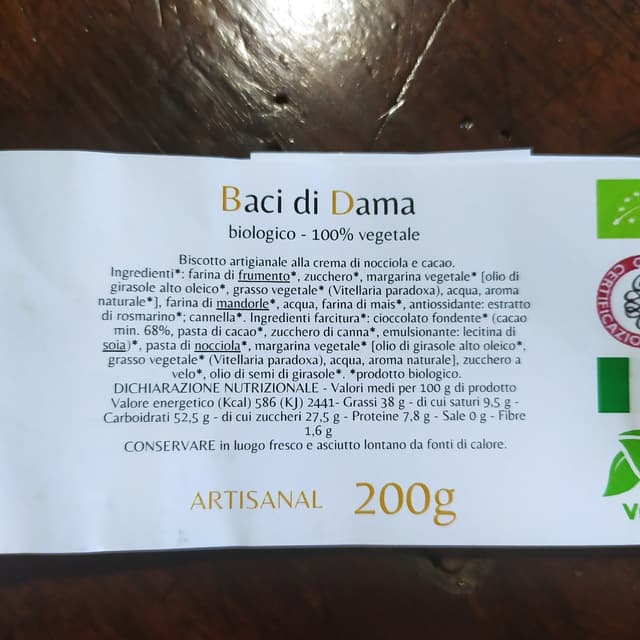 Baci di Dama
biologico - 100% vegetale
Biscotto artigianale alla crema di nocciola e cacao.
Ingredienti*: farina di frumento*, zucchero*, margarina vegetale* [olio di
girasole alto oleico*, grasso vegetale* (Vitellaria paradoxa), acqua, aroma
naturale*], farina di mandorle*, acqua, farina di mais*, antiossidante: estratto
di rosmarino*; cannella*. Ingredienti farcitura*: cioccolato fondente* (cacao
min. 68%, pasta di cacao*, zucchero di canna*, emulsionante: lecitina di
soia)*, pasta di nocciola*, margarina vegetale* [olio di girasole alto oleico*,
grasso vegetale* (Vitellaria paradoxa), acqua, aroma naturale], zucchero a
velo*, olio di semi di girasole*. *prodotto biologico.
DICHIARAZIONE NUTRIZIONALE - Valori medi per 100 g di prodotto
Valore energetico (Kcal) 586 (KJ) 2441- Grassi 38 g - di cui saturi 9,5 g -
Carboidrati 52,5 g - di cui zuccheri 27,5 g - Proteine 7,8 g - Sale 0 g - Fibre
1,6 g
CONSERVARE in luogo fresco e asciutto lontano da fonti di calore.
ARTISANAL 200g